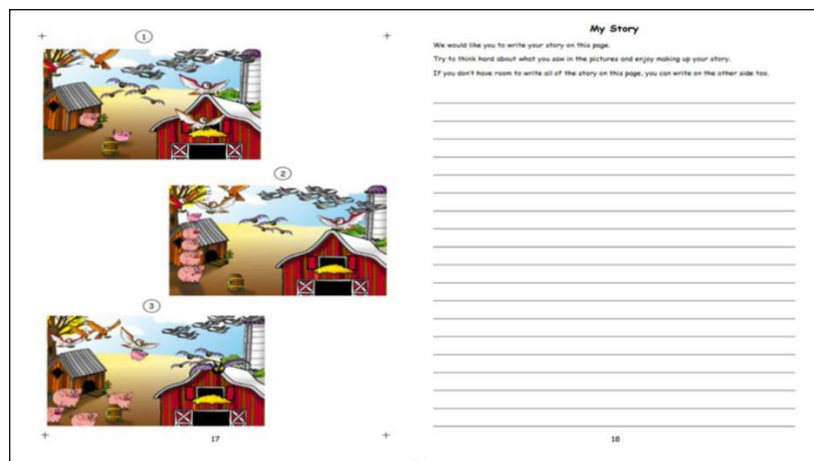 1
2
3
17
My Story
We would like you to write your story on this page.
Try to think hard about what you saw in the pictures and enjoy making up your story.
If you don't have room to write all of the story on this page, you can write on the other side too.
18